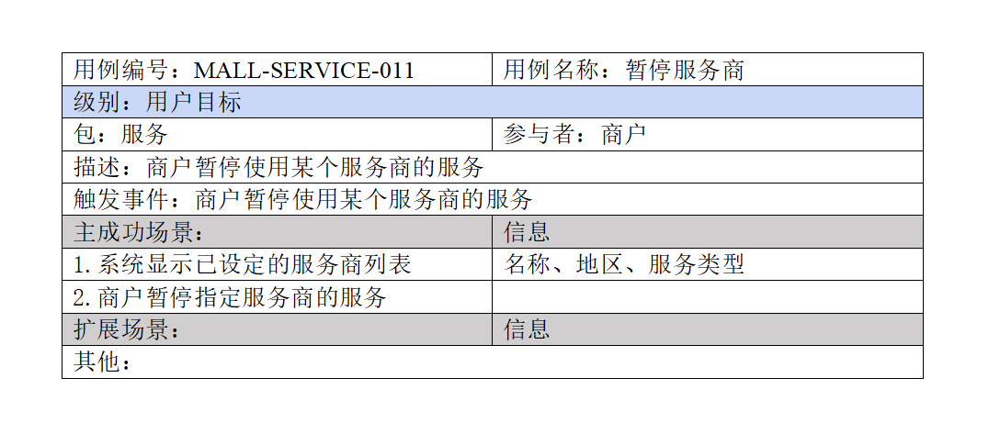 用例编号：MALL-SERVICE-011
用例名称：暂停服务商
级别：用户目标
包：服务
参与者：商户
描述：商户暂停使用某个服务商的服务
触发事件：商户暂停使用某个服务商的服务
主成功场景：
信息
1.系统显示已设定的服务商列表
名称、地区、服务类型
2.商户暂停指定服务商的服务
扩展场景：
信息
其他：